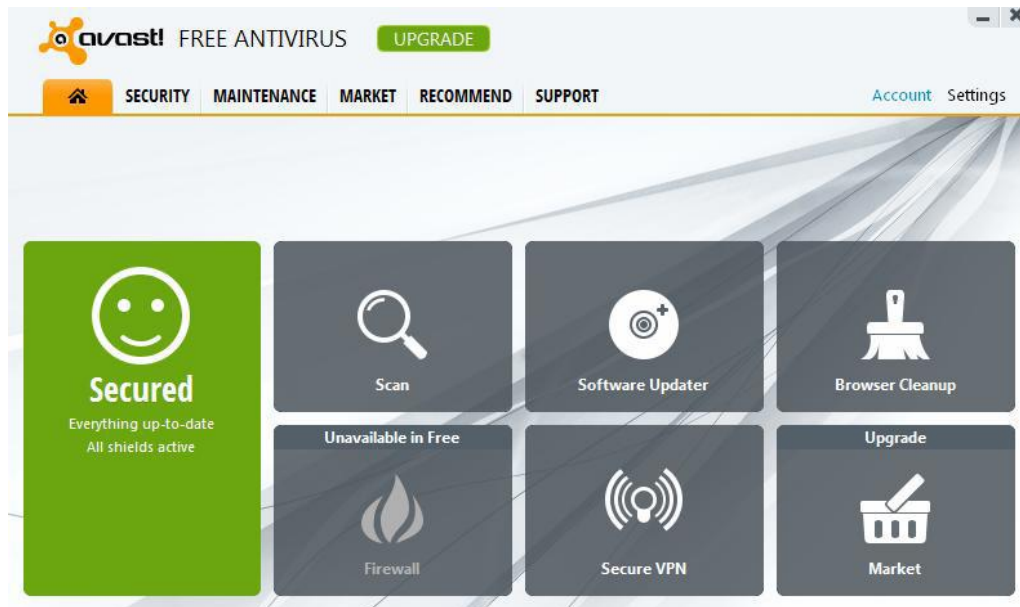 avast! FREE ANTIVIRUS UPGRADE
SECURITY MAINTENANCE MARKET RECOMMEND SUPPORT Account Settings
Secured
Everything up-to-date
All shields active
Scan
Software Updater
Browser Cleanup
Unavailable in Free
Firewall
Secure VPN
Upgrade
Market